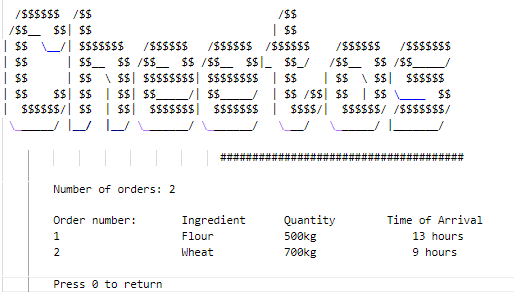 Cheetos
Number of orders: 2
Order number: Ingredient Quantity Time of Arrival
1 Flour 500kg 13 hours
2 Wheat 700kg 9 hours
Press 0 to return